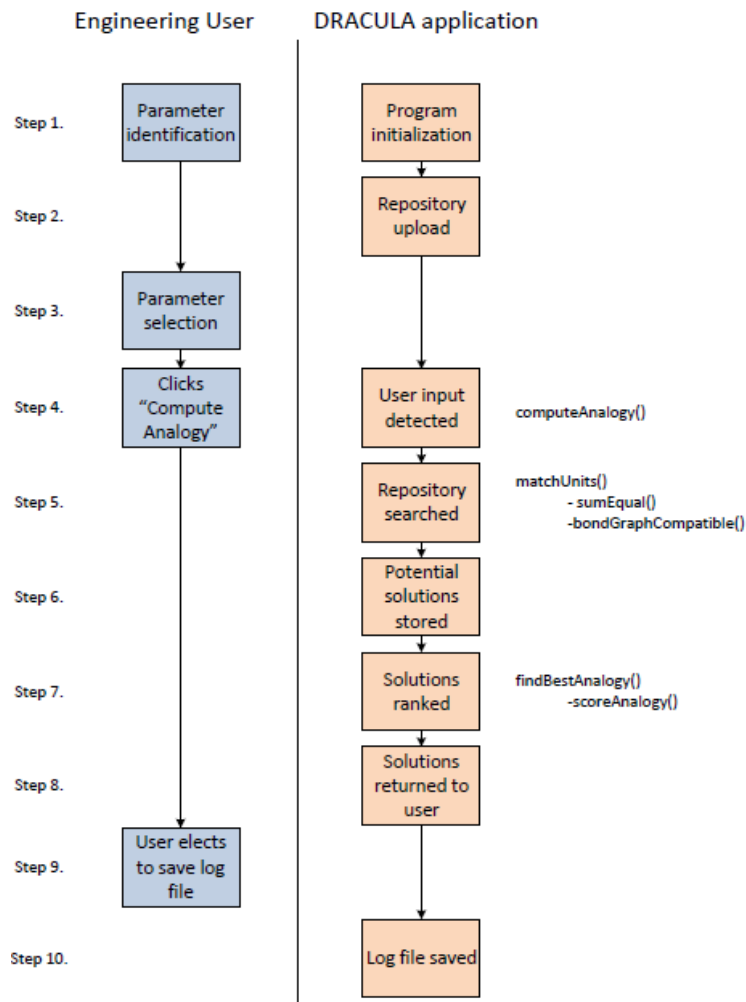 Engineering User
DRACULA application
Step 1.
Parameter
identification
Program
initialization
Step 2.
Repository
upload
Step 3.
Parameter
selection
Step 4.
Clicks
“Compute
Analogy”
User input
detected
computeAnalogy()
Step 5.
Repository
searched
matchUnits()
- sumEqual()
-bondGraphCompatible()
Step 6.
Potential
solutions
stored
Step 7.
Solutions
ranked
findBestAnalogy()
-scoreAnalogy()
Step 8.
Solutions
returned to
user
Step 9.
User elects
to save log
file
Step 10.
Log file saved